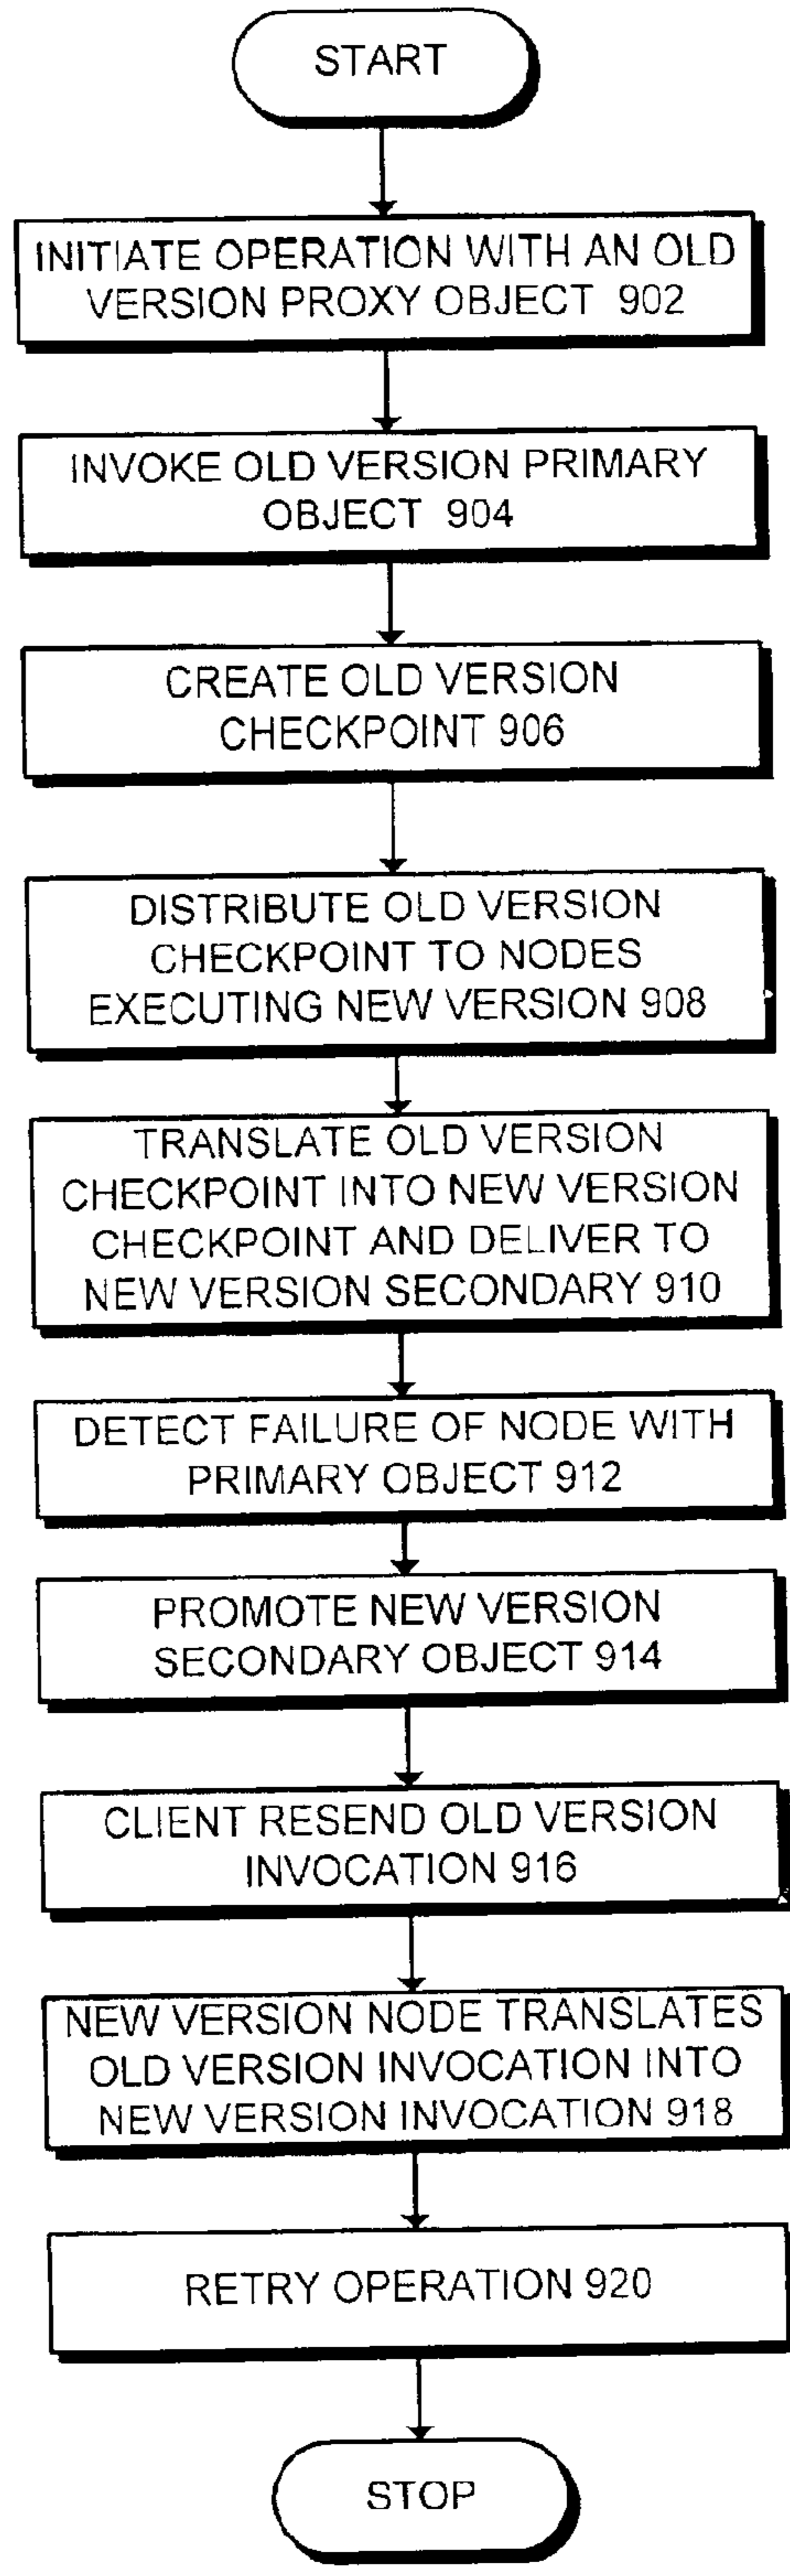 START
INITIATE OPERATION WITH AN OLD
VERSION PROXY OBJECT 902
INVOKE OLD VERSION PRIMARY
OBJECT 904
CREATE OLD VERSION
CHECKPOINT 906
DISTRIBUTE OLD VERSION
CHECKPOINT TO NODES
EXECUTING NEW VERSION 908
TRANSLATE OLD VERSION
CHECKPOINT INTO NEW VERSION
CHECKPOINT AND DELIVER TO
NEW VERSION SECONDARY 910
DETECT FAILURE OF NODE WITH
PRIMARY OBJECT 912
PROMOTE NEW VERSION
SECONDARY OBJECT 914
CLIENT RESEND OLD VERSION
INVOCATION 916
NEW VERSION NODE TRANSLATES
OLD VERSION INVOCATION INTO
NEW VERSION INVOCATION 918
RETRY OPERATION 920
STOP